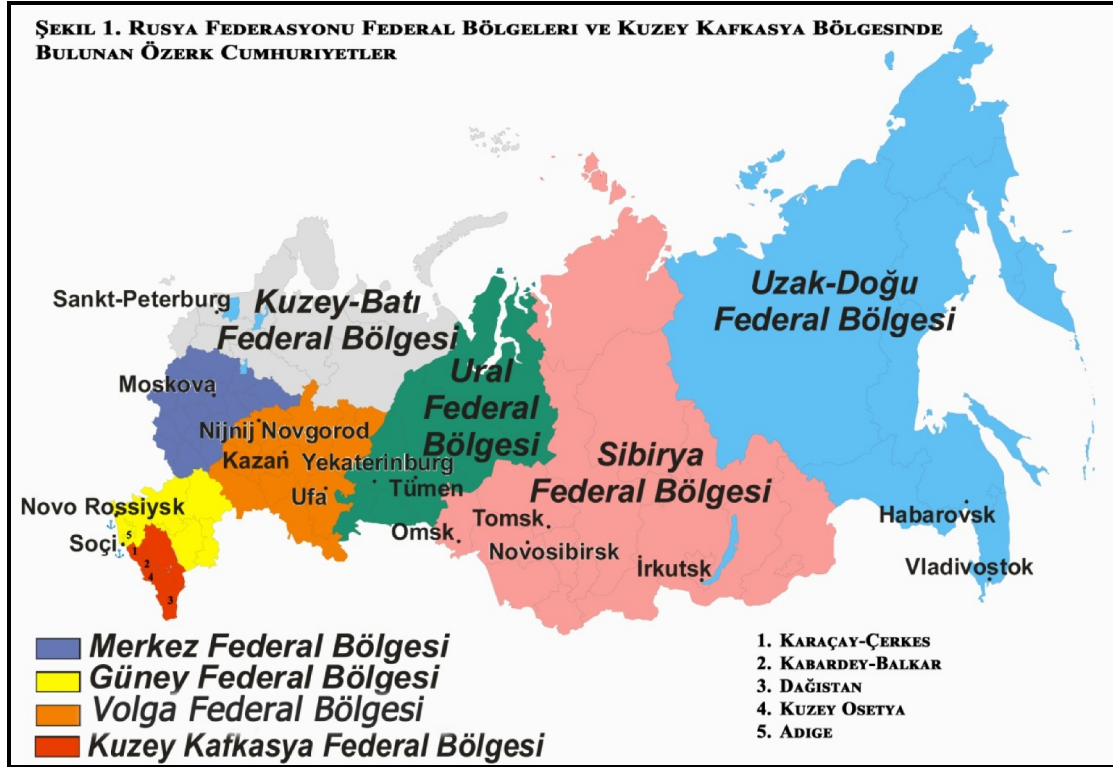 ŞEKIL 1. RUSYA FEDERASYONU FEDERAL BÖLGELERI VE KUZEY KAFKASYA BÖLGESINDE
BULUNAN ÖZERK CUMHURIYETLER
Sankt-Peterburg
Kuzey-Batı
Federal Bölgesi
Uzak-Doğu
Federal Bölgesi
Moskova
Ural
Federal
Bölgesi
Nijnij Novgorod
Kazan
Yekaterinburg
Sibirya
Federal Bölgesi
Ufa
Tümen
Novo Rossiysk
Omsk
Tomsk
Habarovsk
Soçi
Novosibirsk
İrkutsk
Vladivostok
5
1
2
4
3
Merkez Federal Bölgesi
Güney Federal Bölgesi
Volga Federal Bölgesi
Kuzey Kafkasya Federal Bölgesi
1. KARAÇAY-ÇERKES
2. KABARDEY-BALKAR
3. DAĞISTAN
4. KUZEY OSETYA
5. ADIGE